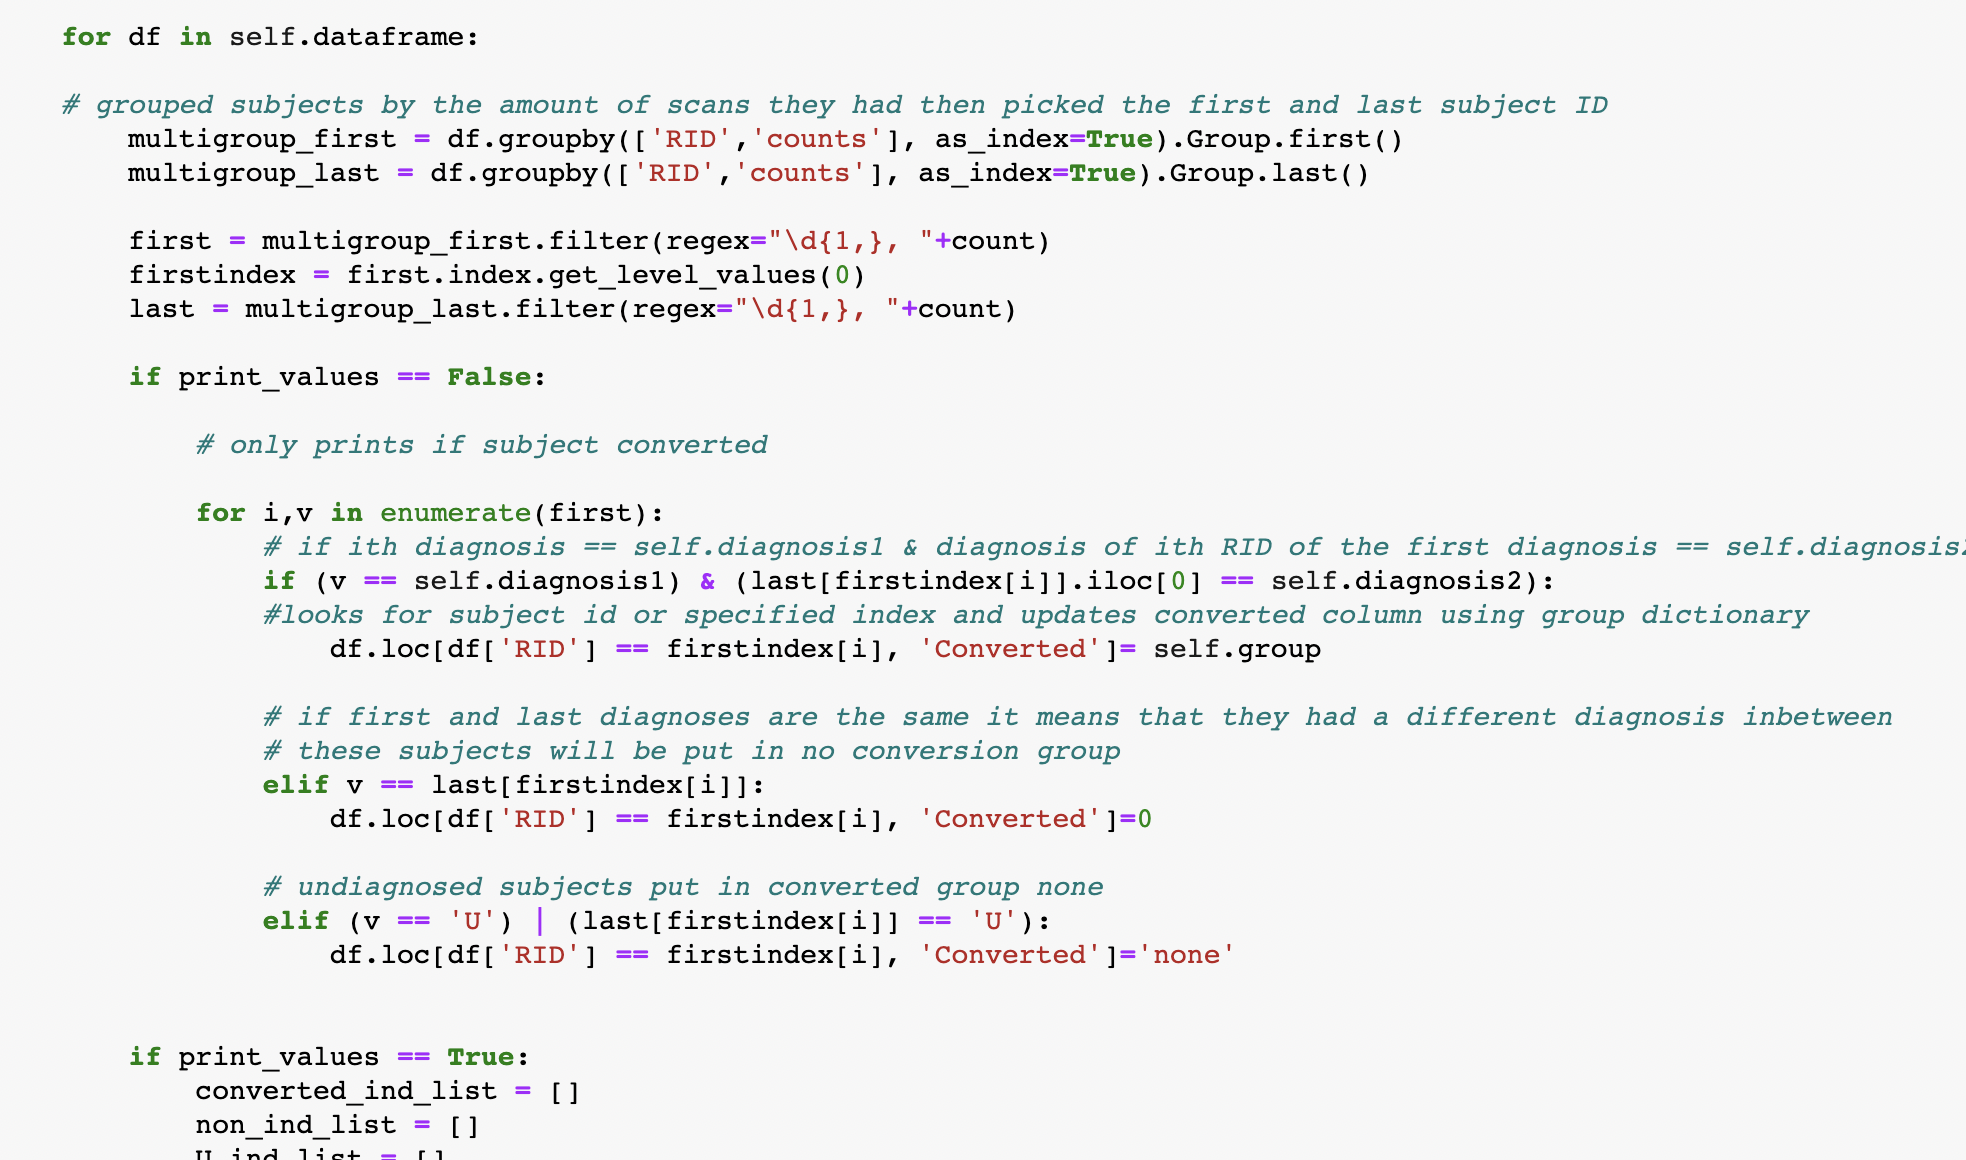 for df in self.dataframe:
# grouped subjects by the amount of scans they had then picked the first and last subject ID
multigroup_first = df.groupby(['RID','counts'], as_index=True).Group.first()
multigroup_last = df.groupby(['RID','counts'], as_index=True).Group.last()
first = multigroup_first.filter(regex="\d{1,}, "+count)
firstindex = first.index.get_level_values(0)
last = multigroup_last.filter(regex="\d{1,}, "+count)
if print_values == False:
# only prints if subject converted
for i,v in enumerate(first):
# if ith diagnosis == self.diagnosis1 & diagnosis of ith RID of the first diagnosis == self.diagnosis2
if (v == self.diagnosis1) & (last[firstindex[i]].iloc[0] == self.diagnosis2):
#looks for subject id or specified index and updates converted column using group dictionary
df.loc[df['RID'] == firstindex[i], 'Converted']= self.group
# if first and last diagnoses are the same it means that they had a different diagnosis inbetween
# these subjects will be put in no conversion group
elif v == last[firstindex[i]]:
df.loc[df['RID'] == firstindex[i], 'Converted']=0
# undiagnosed subjects put in converted group none
elif (v == 'U') | (last[firstindex[i]] == 'U'):
df.loc[df['RID'] == firstindex[i], 'Converted']='none'
if print_values == True:
converted_ind_list = []
non_ind_list = []
U_ind_list = []